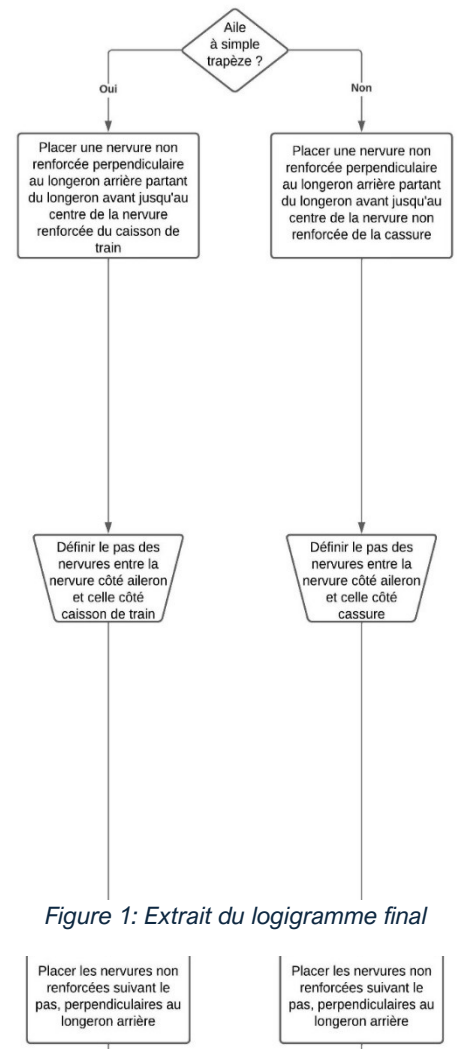 Aile
à simple
trapèze ?
Oui
Non
Placer une nervure non
renforcée perpendiculaire
au longeron arrière partant
du longeron avant jusqu'au
centre de la nervure
renforcée du caisson de
train
Placer une nervure non
renforcée perpendiculaire
au longeron arrière partant
du longeron avant jusqu'au
centre de la nervure non
renforcée de la cassure
Définir le pas des
nervures entre la
nervure côté aileron
et celle côté
caisson de train
Définir le pas des
nervures entre la
nervure côté aileron
et celle côté
cassure
Figure 1: Extrait du logigramme final
Placer les nervures non
renforcées suivant le
pas, perpendiculaires au
longeron arrière
Placer les nervures non
renforcées suivant le
pas, perpendiculaires au
longeron arrière